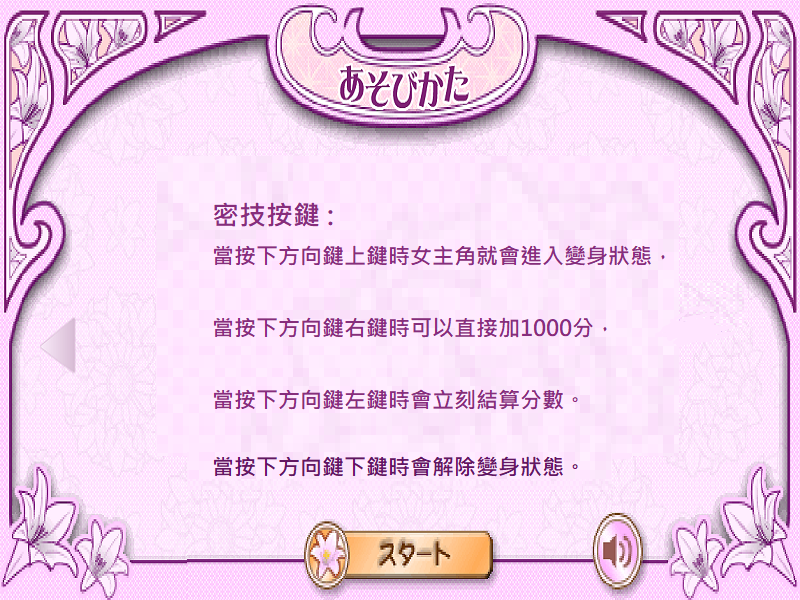 あそびかた
密技按鍵：
當按下方向鍵上鍵時女主角就會進入變身狀態．
當按下方向鍵右鍵時可以直接加1000分．
當按下方向鍵左鍵時會立刻結算分數。
當按下方向鍵下鍵時會解除變身狀態。
スタート